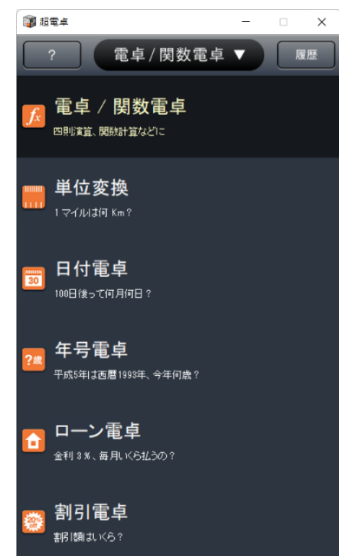 超電卓
? 電卓/関数電卓 ▼ 履歴
fx 電卓 / 関数電卓
四則演算、関数計算などに
単位変換
1 マイルは何 Km？
30 日付電卓
100日後って何月何日？
?歳 年号電卓
平成5年は西暦1993年、今年何歳？
ローン電卓
金利 3 %、毎月いくら払うの？
20% 割引電卓
割引額はいくら？